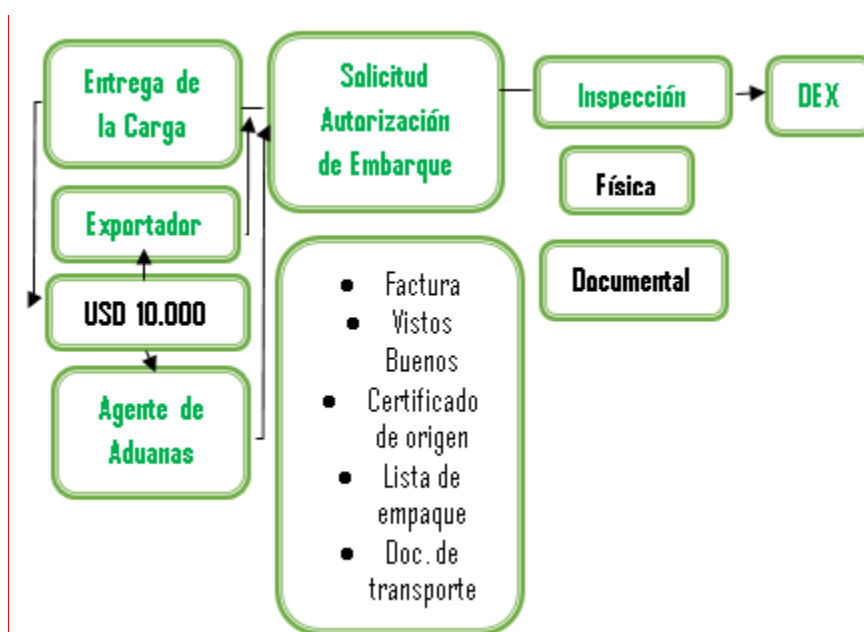 Entrega de
la Carga
Exportador
USD 10.000
Agente de
Aduanas
Solicitud
Autorización
de Embarque
• Factura
• Vistos
Buenos
• Certificado
de origen
• Lista de
empaque
• Doc. de
transporte
Inspección
Física
Documental
DEX